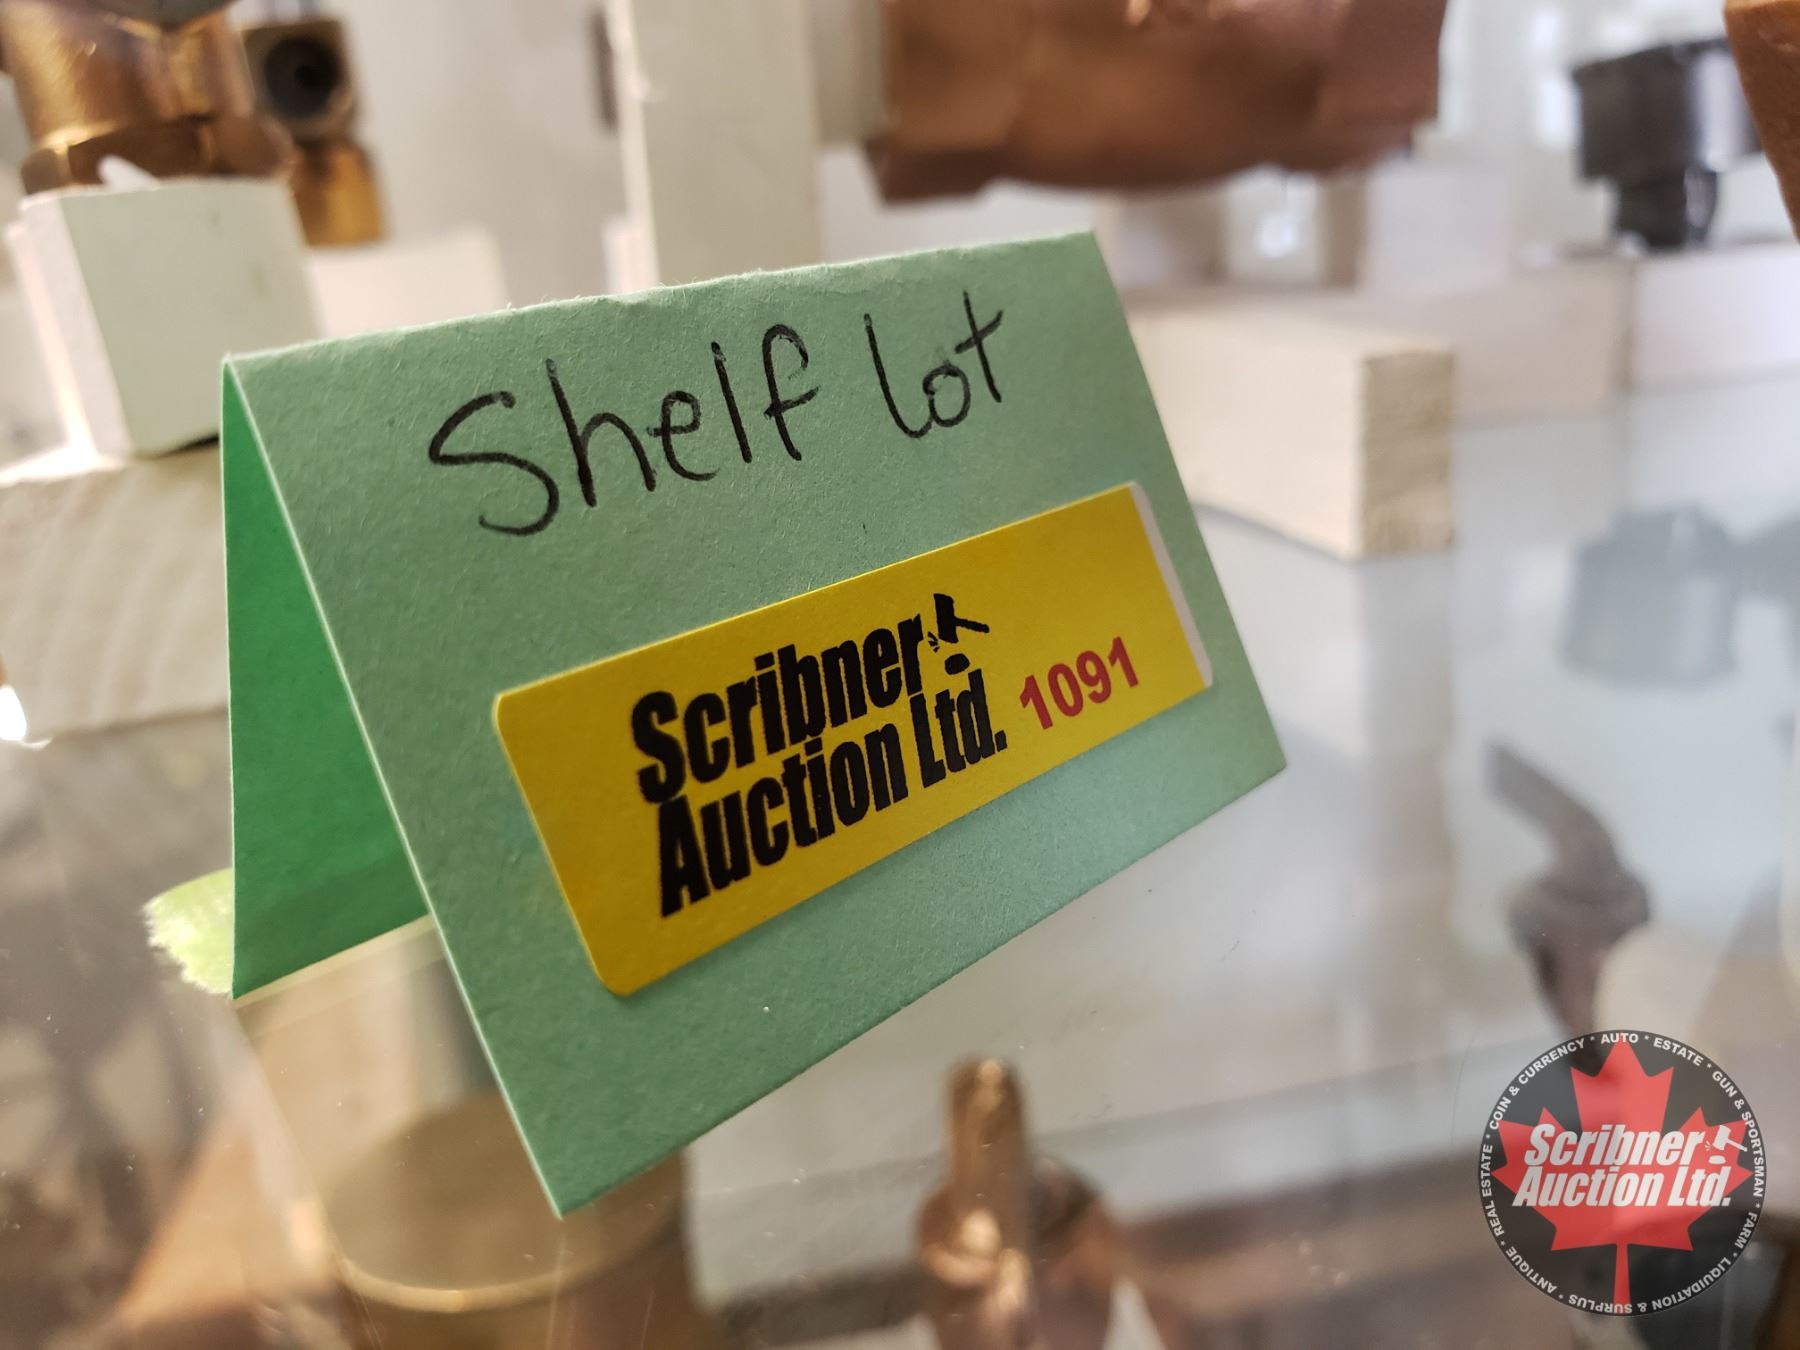 Shelf lot
Scribner
Auction Ltd. 1091
COIN & CURRENCY * AUTO * ESTATE * GUN & SPORTSMAN * FARM * LIQUIDATION & SURPLUS * ANTIQUE * REAL ESTATE *
Scribner
Auction Ltd.